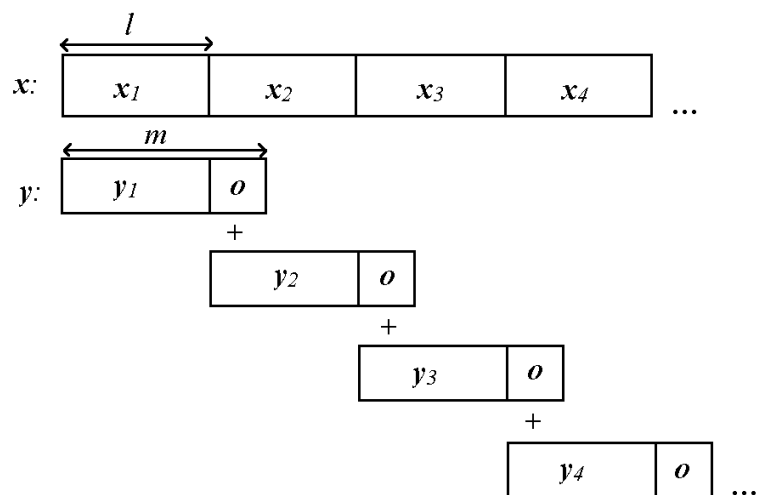 l
x: x1 x2 x3 x4 ...
m
y: y1 o
+
y2 o
+
y3 o
+
y4 o ...